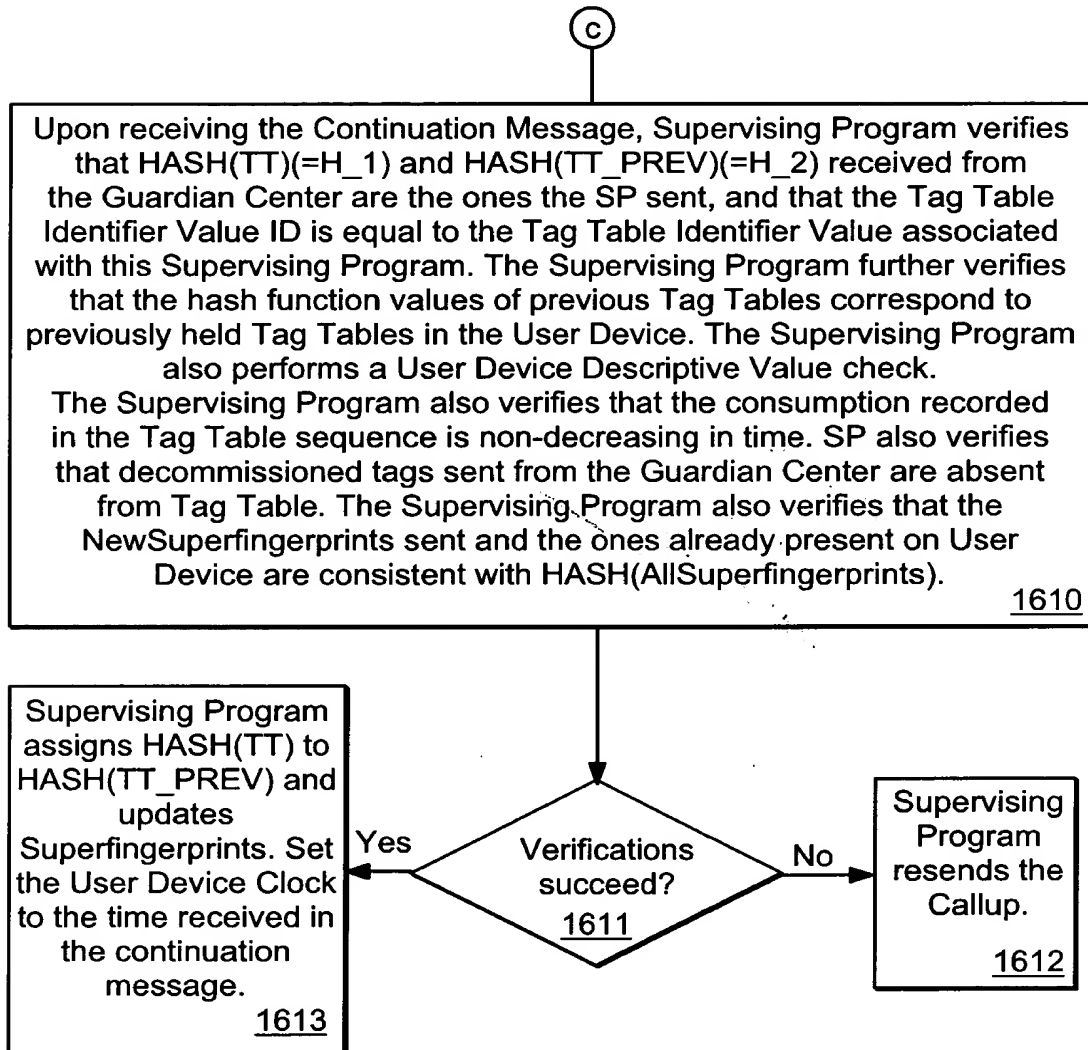 C
Upon receiving the Continuation Message, Supervising Program verifies
that HASH(TT)(=H_1) and HASH(TT_PREV)(=H_2) received from
the Guardian Center are the ones the SP sent, and that the Tag Table
Identifier Value ID is equal to the Tag Table Identifier Value associated
with this Supervising Program. The Supervising Program further verifies
that the hash function values of previous Tag Tables correspond to
previously held Tag Tables in the User Device. The Supervising Program
also performs a User Device Descriptive Value check.
The Supervising Program also verifies that the consumption recorded
in the Tag Table sequence is non-decreasing in time. SP also verifies
that decommissioned tags sent from the Guardian Center are absent
from Tag Table. The Supervising Program also verifies that the
NewSuperfingerprints sent and the ones already present on User
Device are consistent with HASH(AllSuperfingerprints).
1610
Supervising Program
assigns HASH(TT) to
HASH(TT_PREV) and
updates
Superfingerprints. Set
the User Device Clock
to the time received in
the continuation
message.
1613
Yes
Verifications
succeed?
1611
No
Supervising
Program
resends the
Callup.
1612